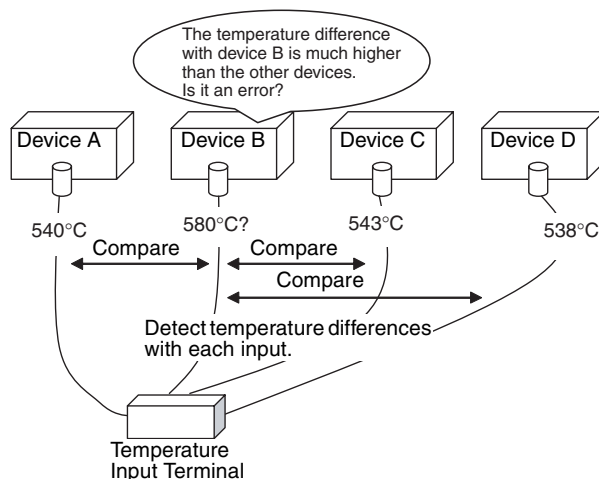 The temperature difference
with device B is much higher
than the other devices.
Is it an error?
Device A
Device B
Device C
Device D
540°C
580°C?
543°C
538°C
Compare
Compare
Compare
Detect temperature differences
with each input.
Temperature
Input Terminal